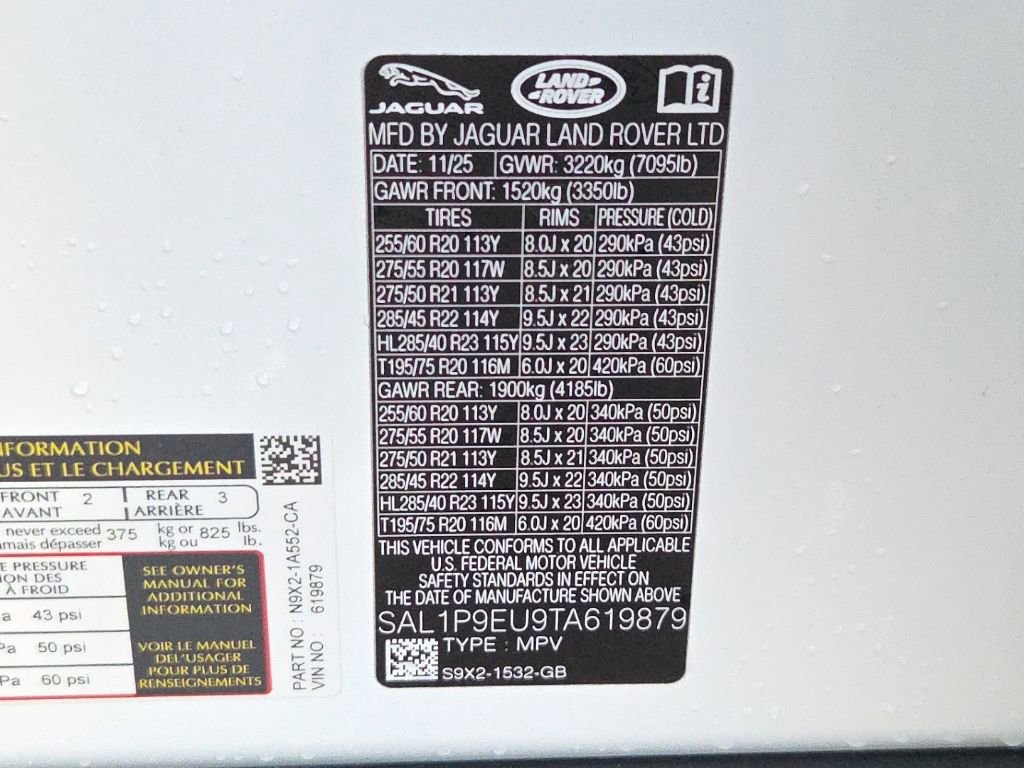 JAGUAR
LAND-
-ROVER
i
MFD BY JAGUAR LAND ROVER LTD
DATE: 11/25 GVWR: 3220kg (7095lb)
GAWR FRONT: 1520kg (3350lb)
TIRES RIMS PRESSURE (COLD)
255/60 R20 113Y 8.0J x 20 290kPa (43psi)
275/55 R20 117W 8.5J x 20 290kPa (43psi)
275/50 R21 113Y 8.5J x 21 290kPa (43psi)
285/45 R22 114Y 9.5J x 22 290kPa (43psi)
HL285/40 R23 115Y 9.5J x 23 290kPa (43psi)
T195/75 R20 116M 6.0J x 20 420kPa (60psi)
GAWR REAR: 1900kg (4185lb)
255/60 R20 113Y 8.0J x 20 340kPa (50psi)
275/55 R20 117W 8.5J x 20 340kPa (50psi)
275/50 R21 113Y 8.5J x 21 340kPa (50psi)
285/45 R22 114Y 9.5J x 22 340kPa (50psi)
HL285/40 R23 115Y 9.5J x 23 340kPa (50psi)
T195/75 R20 116M 6.0J x 20 420kPa (60psi)
THIS VEHICLE CONFORMS TO ALL APPLICABLE
U.S. FEDERAL MOTOR VEHICLE
SAFETY STANDARDS IN EFFECT ON
THE DATE OF MANUFACTURE SHOWN ABOVE
SAL1P9EU9TA619879
TYPE : MPV
S9X2-1532-GB
NFORMATION
US ET LE CHARGEMENT
FRONT 2 REAR 3
AVANT ARRIÈRE
never exceed 375 kg or 825 lbs.
amais dépasser kg ou lb.
E PRESSURE
ION DES
À FROID
a 43 psi
Pa 50 psi
Pa 60 psi
SEE OWNER'S
MANUAL FOR
ADDITIONAL
INFORMATION
VOIR LE MANUEL
DEL'USAGER
POUR PLUS DE
RENSEIGNEMENTS
PART NO : N9X2-1A552-CA
VIN NO : 619879